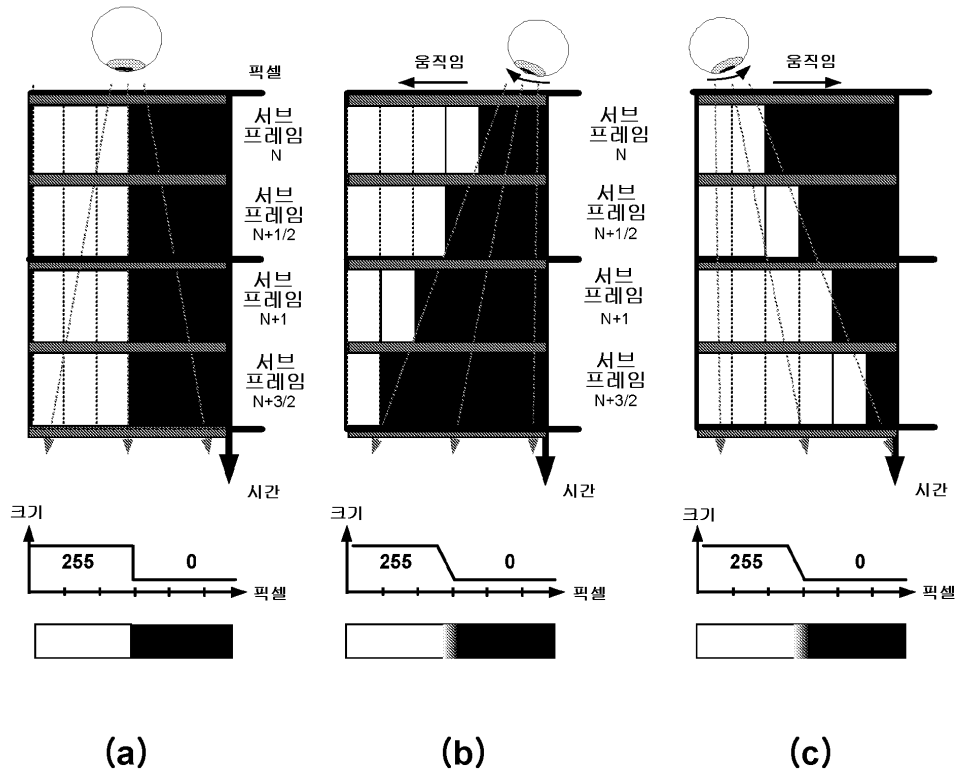 픽셀
서브
프레임
N
서브
프레임
N+1/2
서브
프레임
N+1
서브
프레임
N+3/2
시간
크기
255
0
픽셀
(a)
움직임
서브
프레임
N
서브
프레임
N+1/2
서브
프레임
N+1
서브
프레임
N+3/2
시간
크기
255
0
픽셀
(b)
움직임
시간
크기
255
0
픽셀
(c)